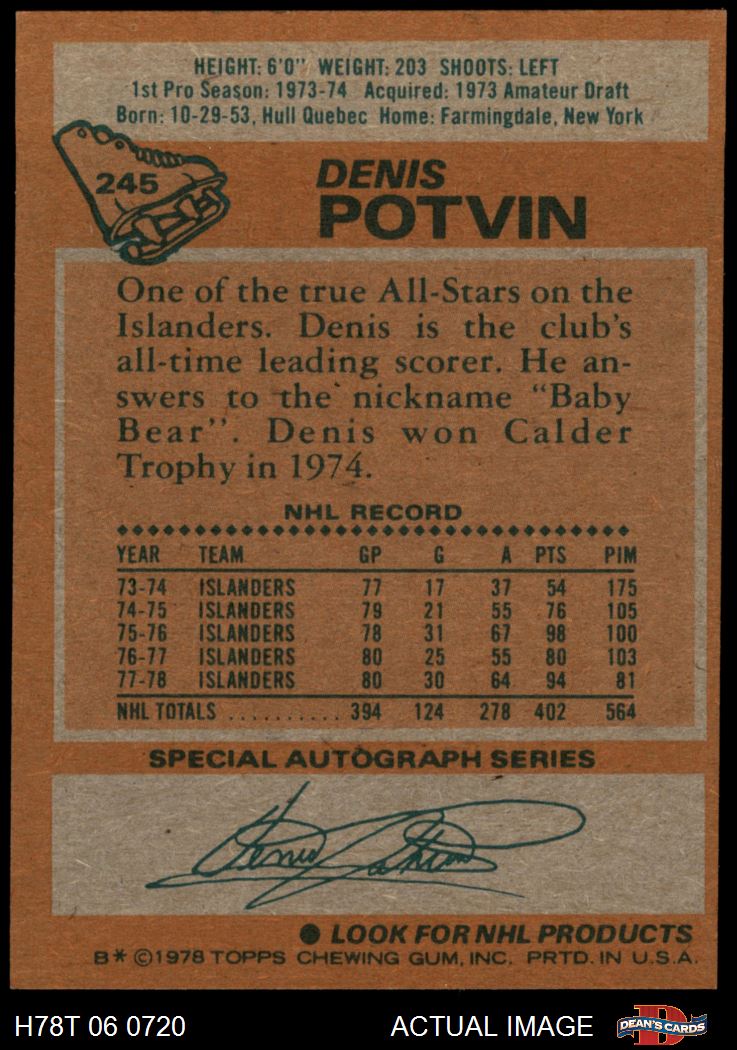 HEIGHT: 6'0" WEIGHT: 203 SHOOTS: LEFT
1st Pro Season: 1973-74 Acquired: 1973 Amateur Draft
Born: 10-29-53, Hull Quebec Home: Farmingdale, New York
245
DENIS
POTVIN
One of the true All-Stars on the
Islanders. Denis is the club's
all-time leading scorer. He an-
swers to the nickname "Baby
Bear". Denis won Calder
Trophy in 1974.
NHL RECORD
YEAR TEAM GP G A PTS PIM
73-74 ISLANDERS 77 17 37 54 175
74-75 ISLANDERS 79 21 55 76 105
75-76 ISLANDERS 78 31 67 98 100
76-77 ISLANDERS 80 25 55 80 103
77-78 ISLANDERS 80 30 64 94 81
NHL TOTALS .......... 394 124 278 402 564
SPECIAL AUTOGRAPH SERIES
Denis Potvin
● LOOK FOR NHL PRODUCTS
B* ©1978 TOPPS CHEWING GUM, INC. PRTD. IN U.S.A.
H78T 06 0720 ACTUAL IMAGE DEAN'S CARDS